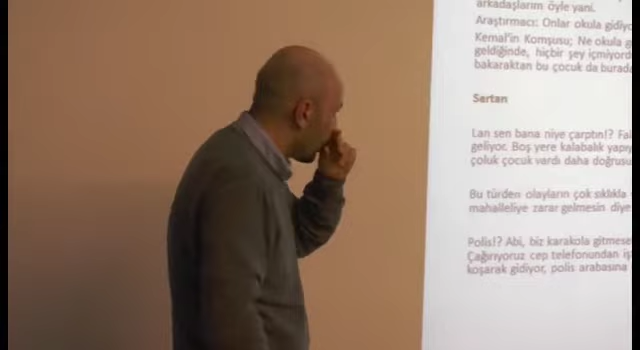 arkadaşlarım öyle yani.
Araştırmacı: Onlar okula gidiyo
Kemal'in Komşusu; Ne okula g
geldiğinde, hiçbir şey içmiyord
bakaraktan bu çocuk da burada
Sertan
Lan sen bana niye çarptın!? Fal
geliyor. Boş yere kalabalık yapıy
çoluk çocuk vardı daha doğrusu
Bu türden olayların çok sıklıkla
mahalleliye zarar gelmesin diye
Polis!? Abi, biz karakola gitmese
Çağırıyoruz cep telefonundan iş
koşarak gidiyor, polis arabasına